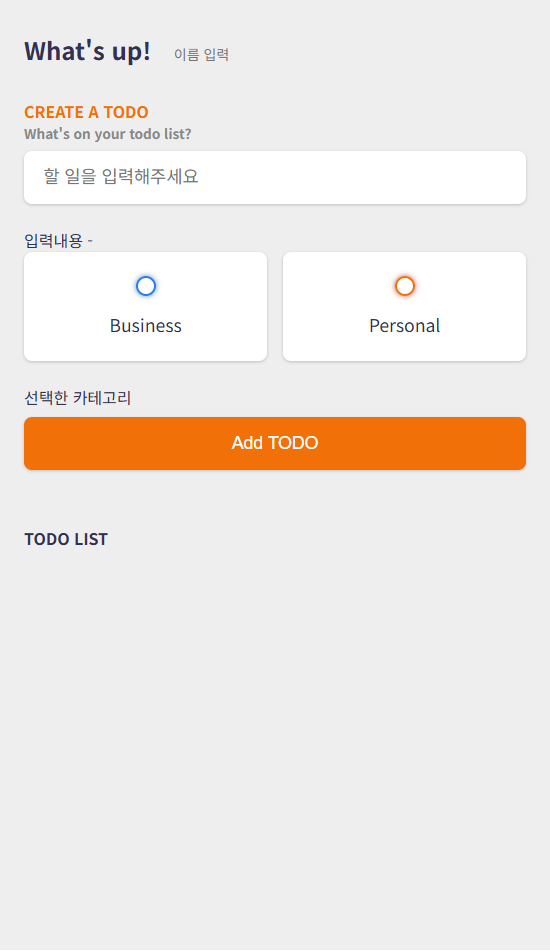 What's up! 이름 입력
CREATE A TODO
What's on your todo list?
할 일을 입력해주세요
입력내용 -
Business Personal
선택한 카테고리
Add TODO
TODO LIST